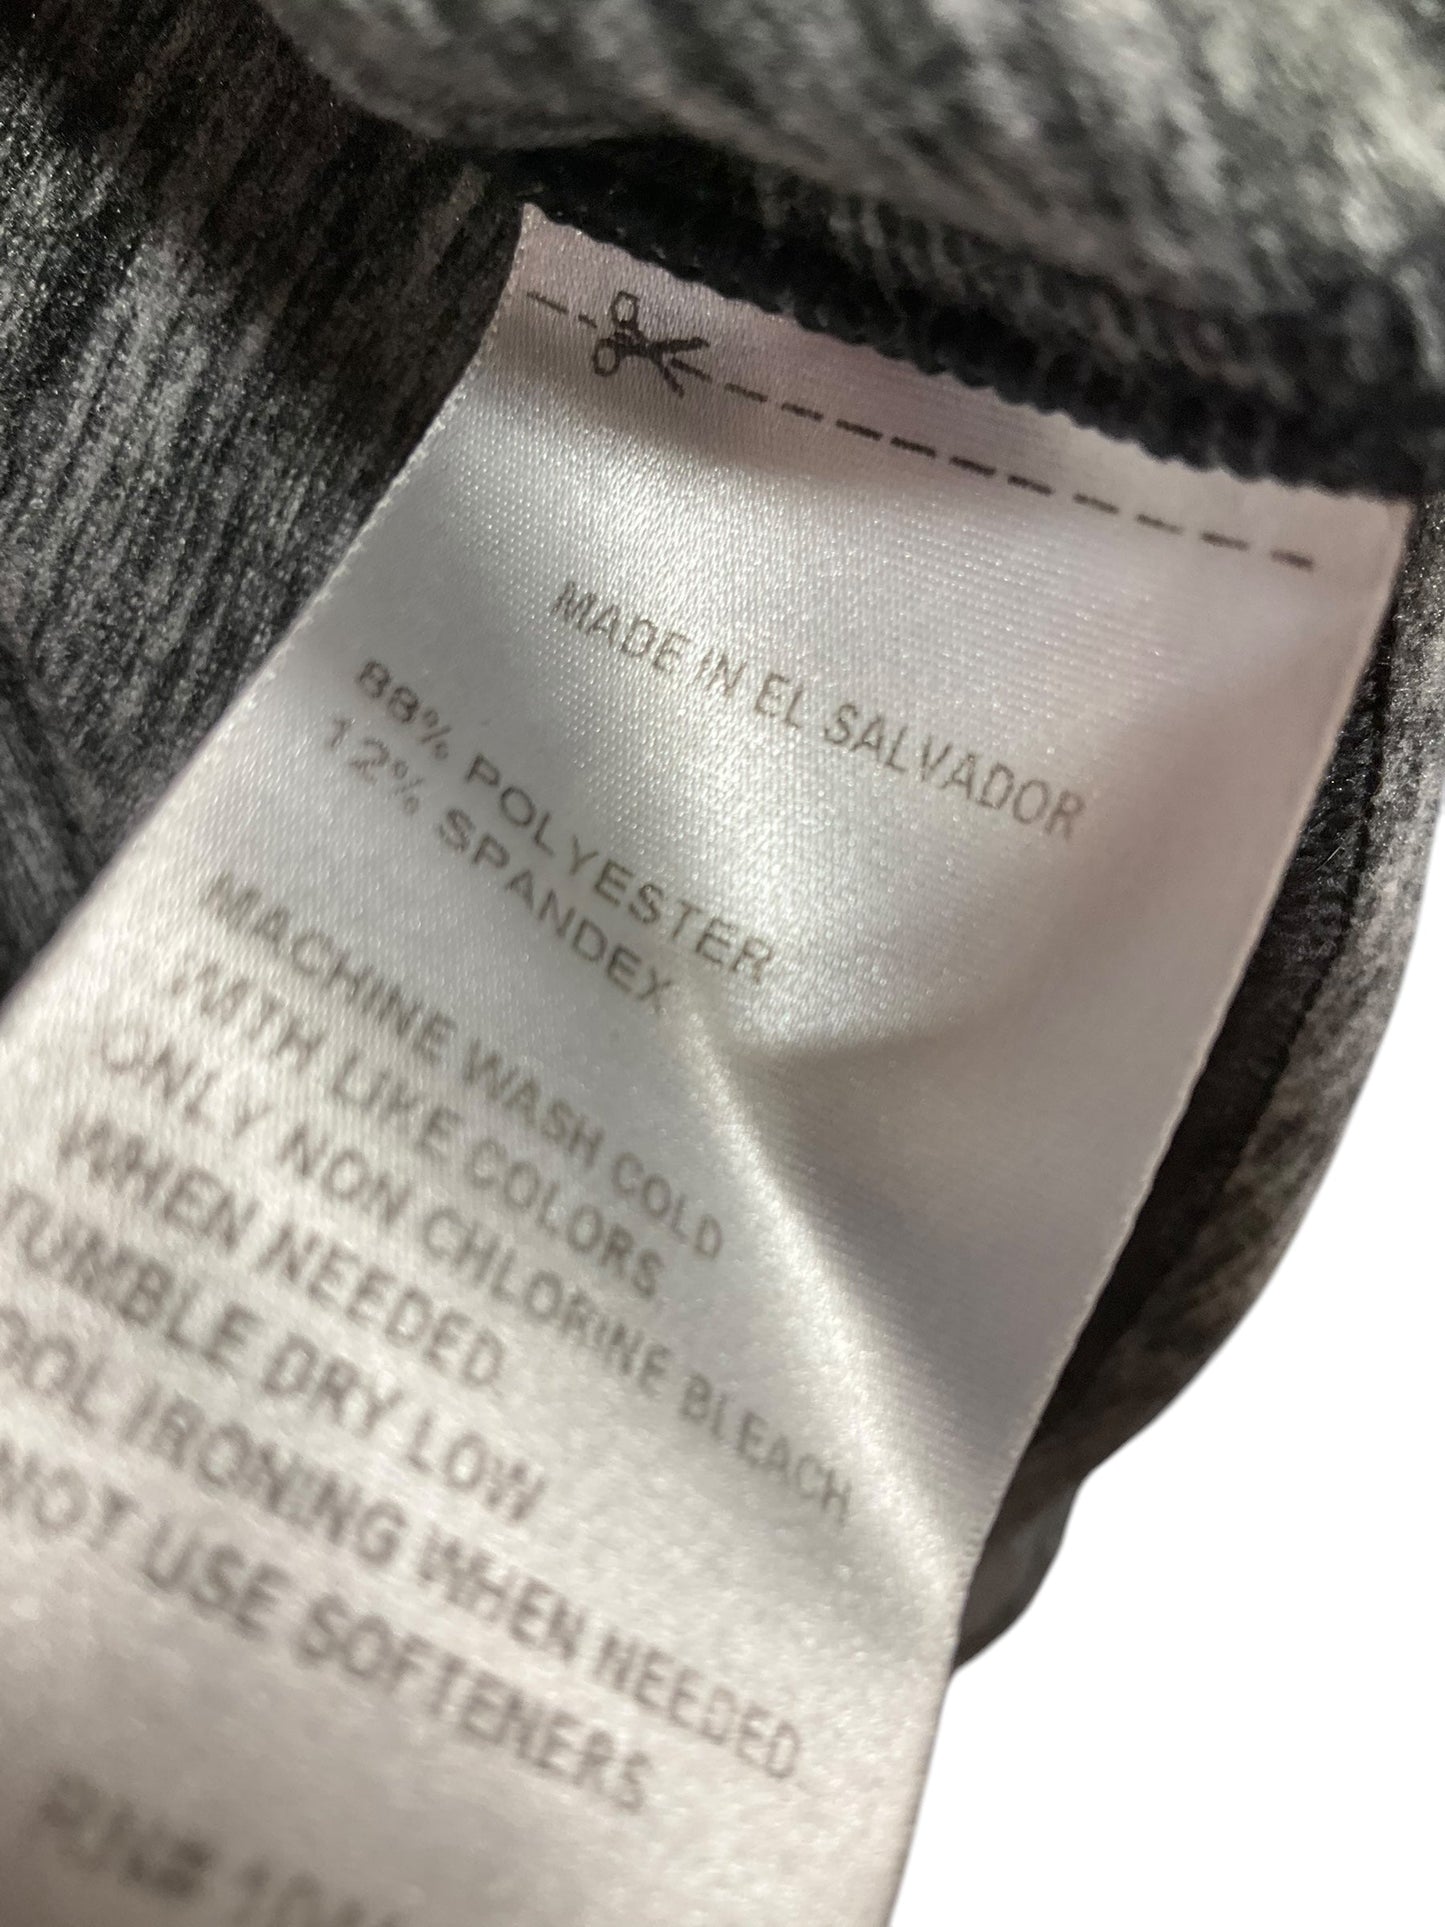 MADE IN EL SALVADOR
88% POLYESTER
12% SPANDEX
MACHINE WASH COLD
WITH LIKE COLORS
ONLY NON CHLORINE BLEACH
WHEN NEEDED.
TUMBLE DRY LOW
IRONING WHEN NEEDED.
NOT USE SOFTENERS